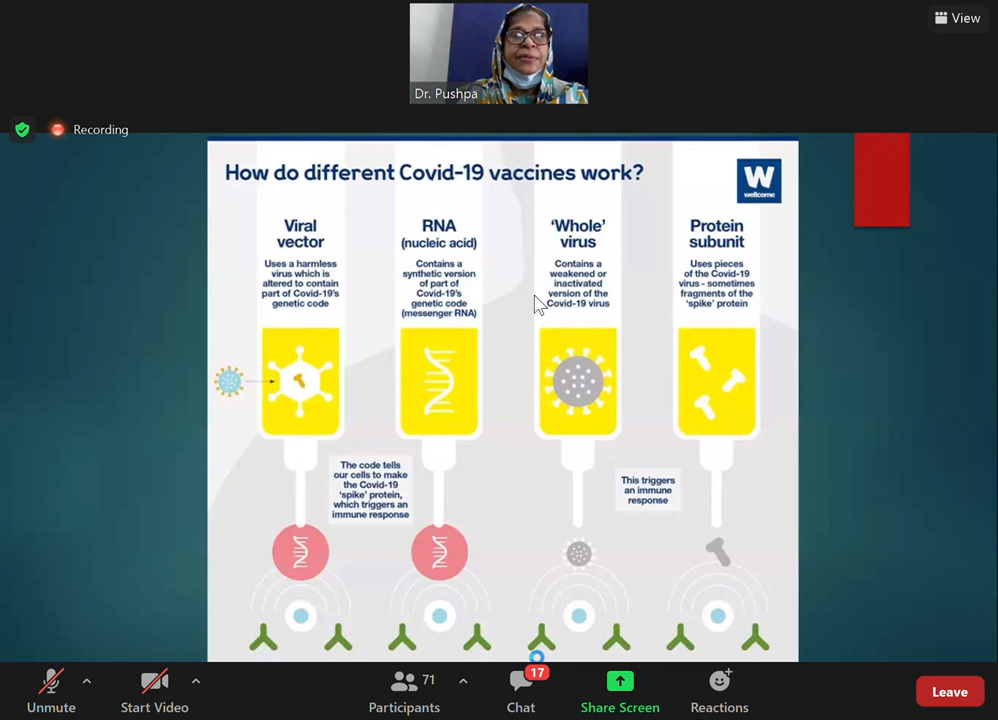 View
Dr. Pushpa
Recording
How do different Covid-19 vaccines work?
W
wellcome
Viral
vector
Uses a harmless
virus which is
altered to contain
part of Covid-19's
genetic code
RNA
(nucleic acid)
Contains a
synthetic version
of part of
Covid-19's
genetic code
(messenger RNA)
'Whole'
virus
Contains a
weakened or
inactivated
version of the
Covid-19 virus
Protein
subunit
Uses pieces
of the Covid-19
virus - sometimes
fragments of the
'spike' protein
The code tells
our cells to make
the Covid-19
'spike' protein,
which triggers an
immune response
This triggers
an immune
response
Unmute
Start Video
71
Participants
17
Chat
Share Screen
Reactions
Leave